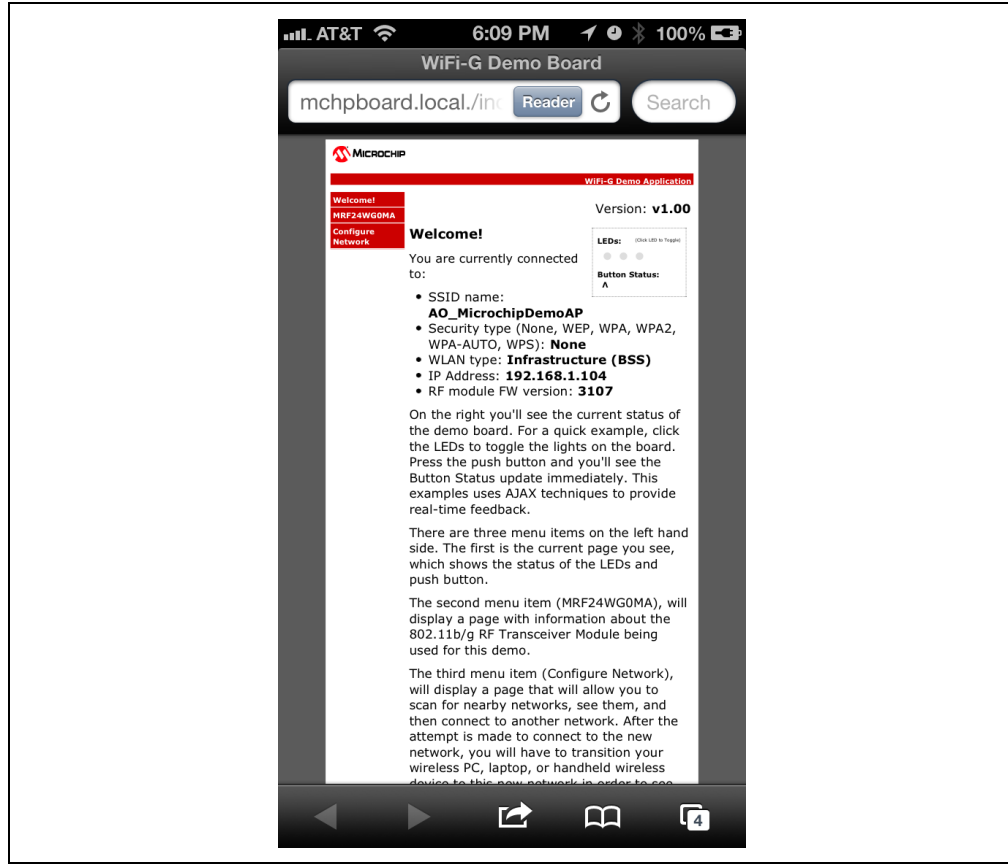 AT&T 6:09 PM 100%
WiFi-G Demo Board
mchpboard.local./in Reader Search
MICROCHIP
WiFi-G Demo Application
Welcome!
MRF24WG0MA
Configure
Network
Version: v1.00
LEDs: (Click LED to Toggle)
Button Status:
Λ
Welcome!
You are currently connected
to:
• SSID name:
AO_MicrochipDemoAP
• Security type (None, WEP, WPA, WPA2,
WPA-AUTO, WPS): None
• WLAN type: Infrastructure (BSS)
• IP Address: 192.168.1.104
• RF module FW version: 3107
On the right you'll see the current status of
the demo board. For a quick example, click
the LEDs to toggle the lights on the board.
Press the push button and you'll see the
Button Status update immediately. This
examples uses AJAX techniques to provide
real-time feedback.
There are three menu items on the left hand
side. The first is the current page you see,
which shows the status of the LEDs and
push button.
The second menu item (MRF24WG0MA), will
display a page with information about the
802.11b/g RF Transceiver Module being
used for this demo.
The third menu item (Configure Network),
will display a page that will allow you to
scan for nearby networks, see them, and
then connect to another network. After the
attempt is made to connect to the new
network, you will have to transition your
wireless PC, laptop, or handheld wireless
device to this new network in order to see
4